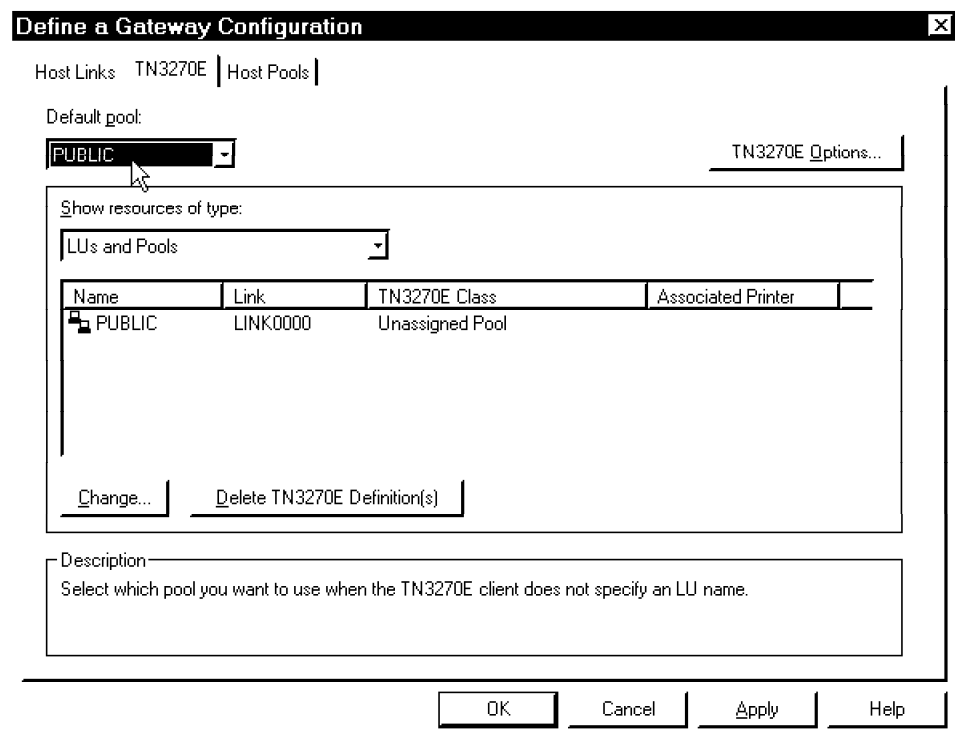 Define a Gateway Configuration
Host Links TN3270E Host Pools
Default pool:
PUBLIC
TN3270E Options...
Show resources of type:
LUs and Pools
Name Link TN3270E Class Associated Printer
PUBLIC LINK0000 Unassigned Pool
Change... Delete TN3270E Definition(s)
Description
Select which pool you want to use when the TN3270E client does not specify an LU name.
OK Cancel Apply Help